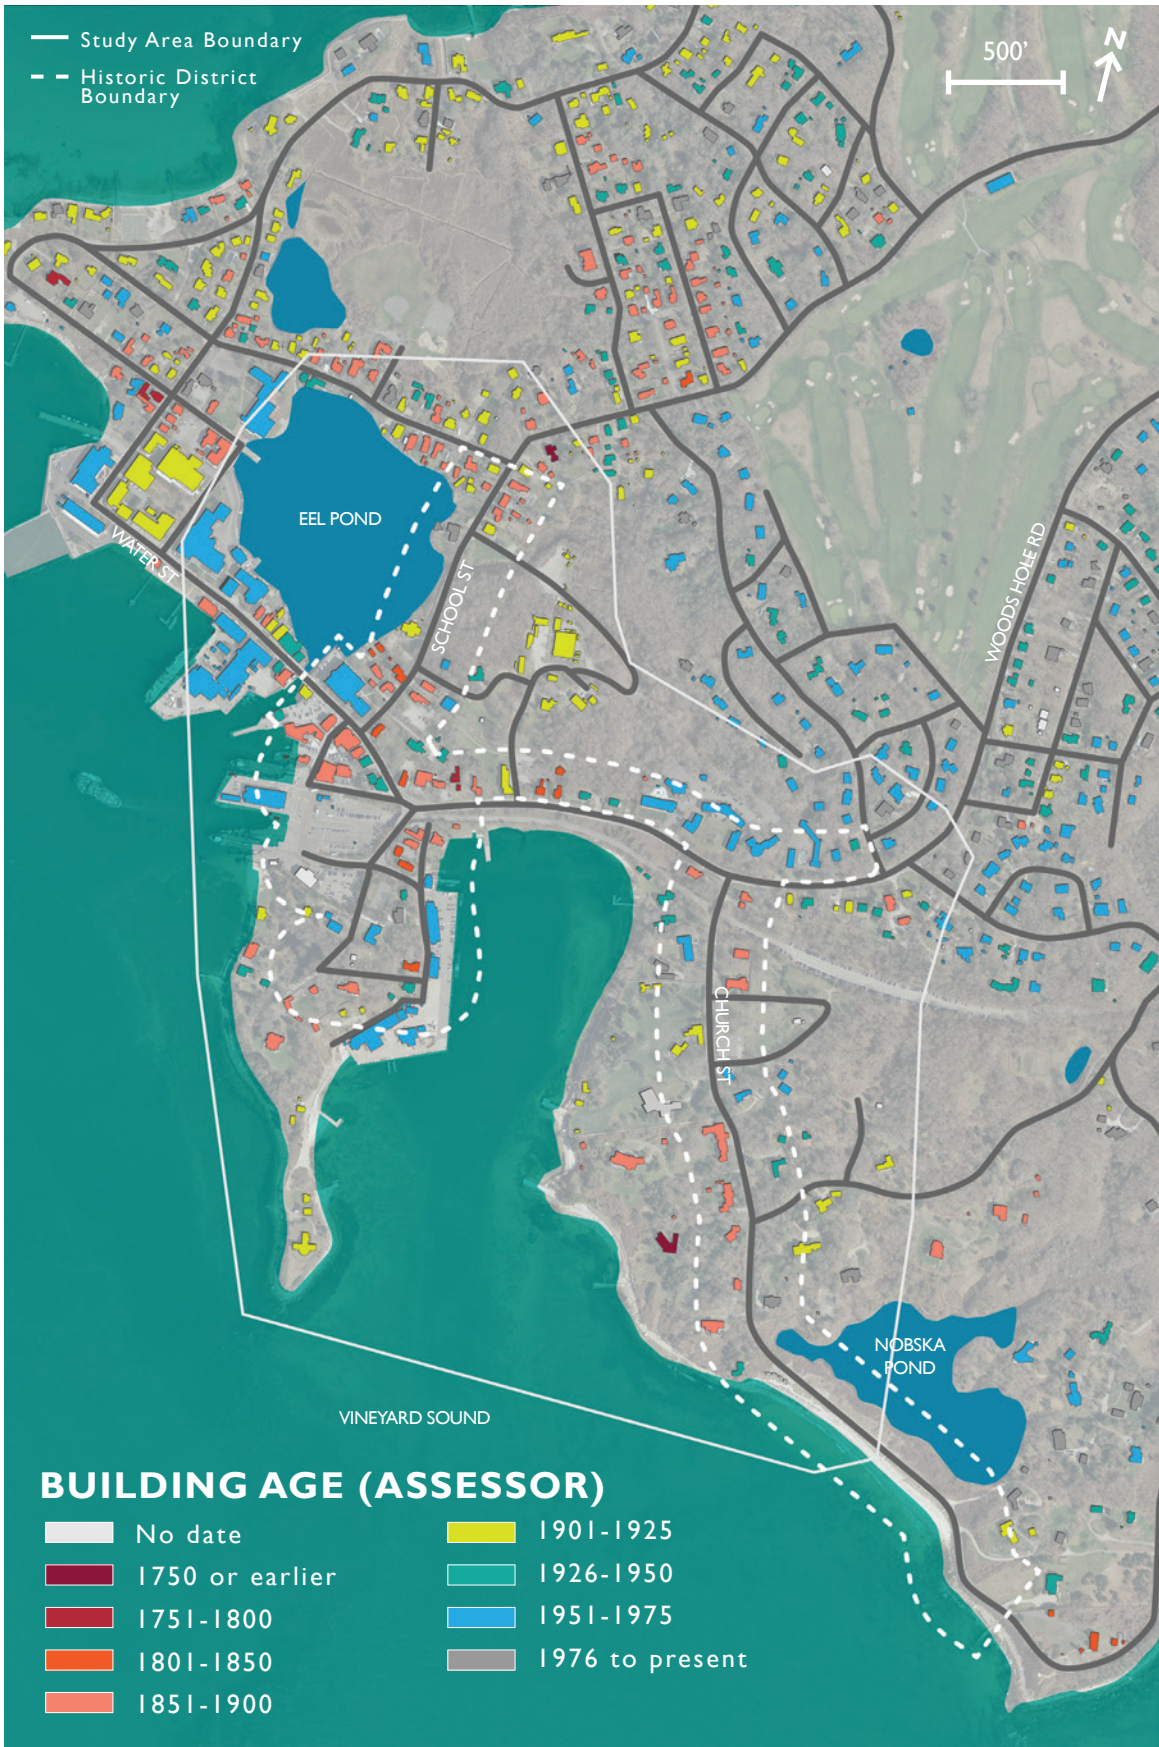 Study Area Boundary
Historic District
Boundary
500'
N
EEL POND
WATER ST
SCHOOL ST
WOODS HOLE RD
CHURCH ST
NOBSKA
POND
VINEYARD SOUND
BUILDING AGE (ASSESSOR)
No date
1750 or earlier
1751-1800
1801-1850
1851-1900
1901-1925
1926-1950
1951-1975
1976 to present